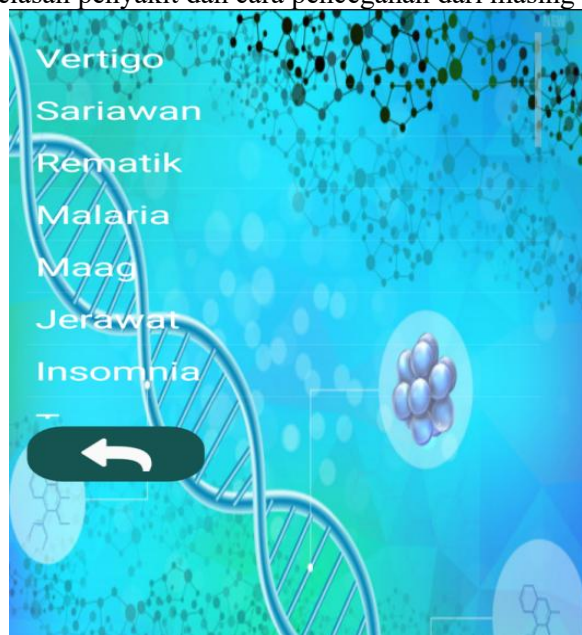 penyakit dan cara pencegahan dari masing
Vertigo
Sariawan
Rematik
Malaria
Maag
Jerawat
Insomnia